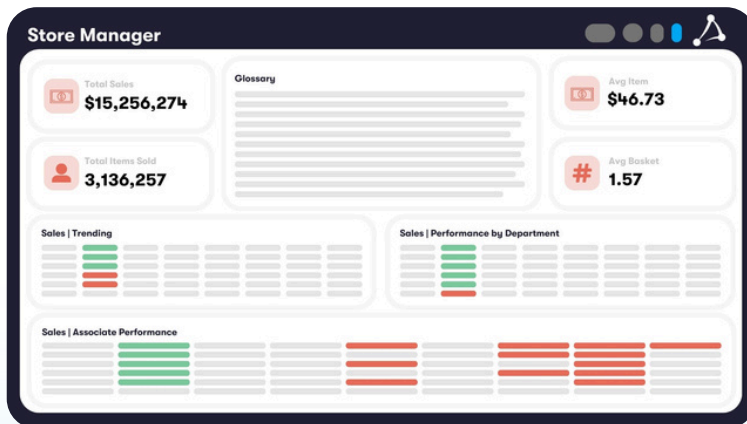 Store Manager
Total Sales
$15,256,274
Total Items Sold
3,136,257
Glossary
Avg Item
$46.73
Avg Basket
1.57
Sales | Trending
Sales | Performance by Department
Sales | Associate Performance